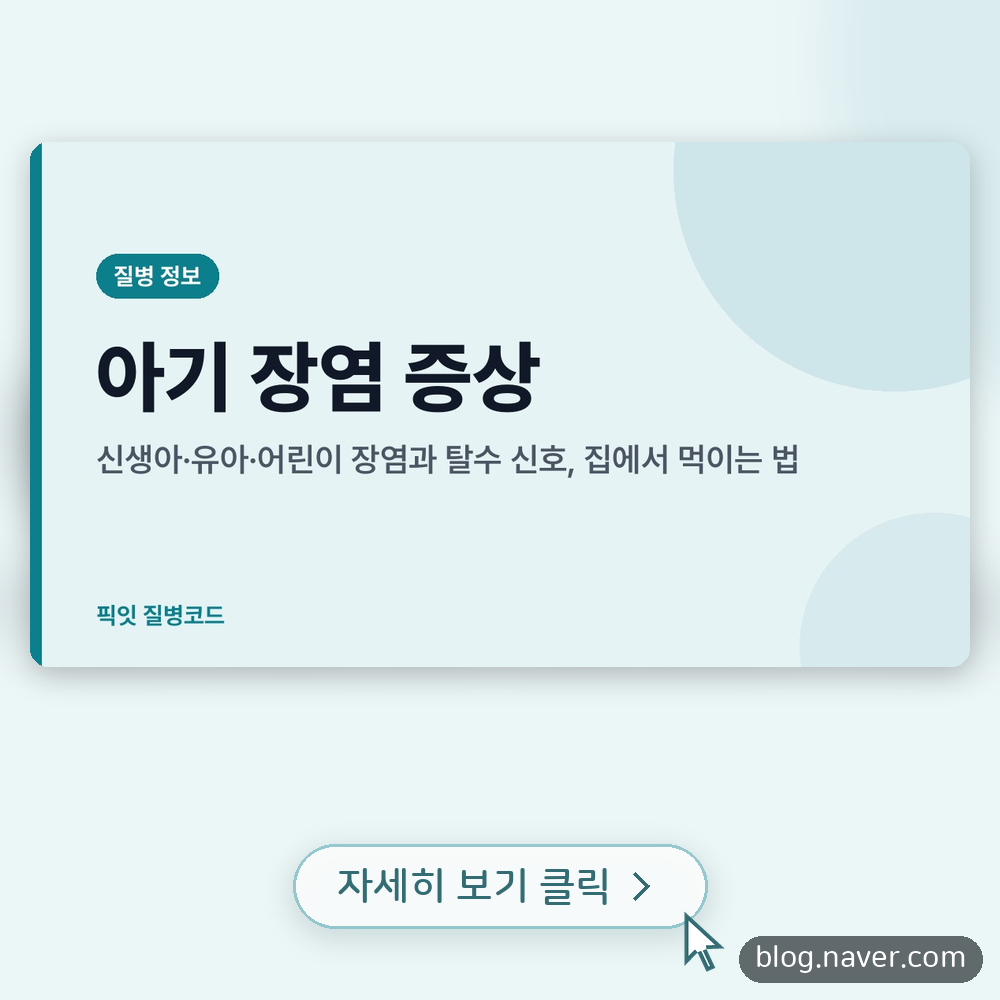 질병 정보
아기 장염 증상
신생아·유아·어린이 장염과 탈수 신호, 집에서 먹이는 법
픽잇 질병코드
자세히 보기 클릭
blog.naver.com